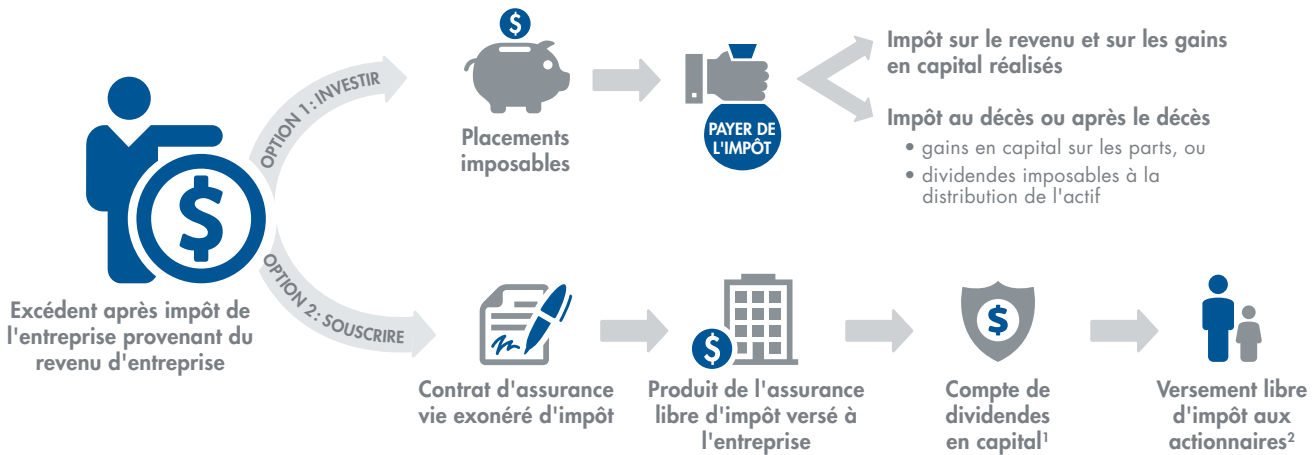 Excédent après impôt de
l'entreprise provenant du
revenu d'entreprise
OPTION 1: INVESTIR
$
$
Placements
imposables
PAYER DE
L'IMPÔT
Impôt sur le revenu et sur les gains
en capital réalisés
Impôt au décès ou après le décès
• gains en capital sur les parts, ou
• dividendes imposables à la
distribution de l'actif
OPTION 2: SOUSCRIRE
Contrat d'assurance
vie exonéré d'impôt
$
Produit de l'assurance
libre d'impôt versé à
l'entreprise
$
Compte de
dividendes
en capital¹
Versement libre
d'impôt aux
actionnaires²